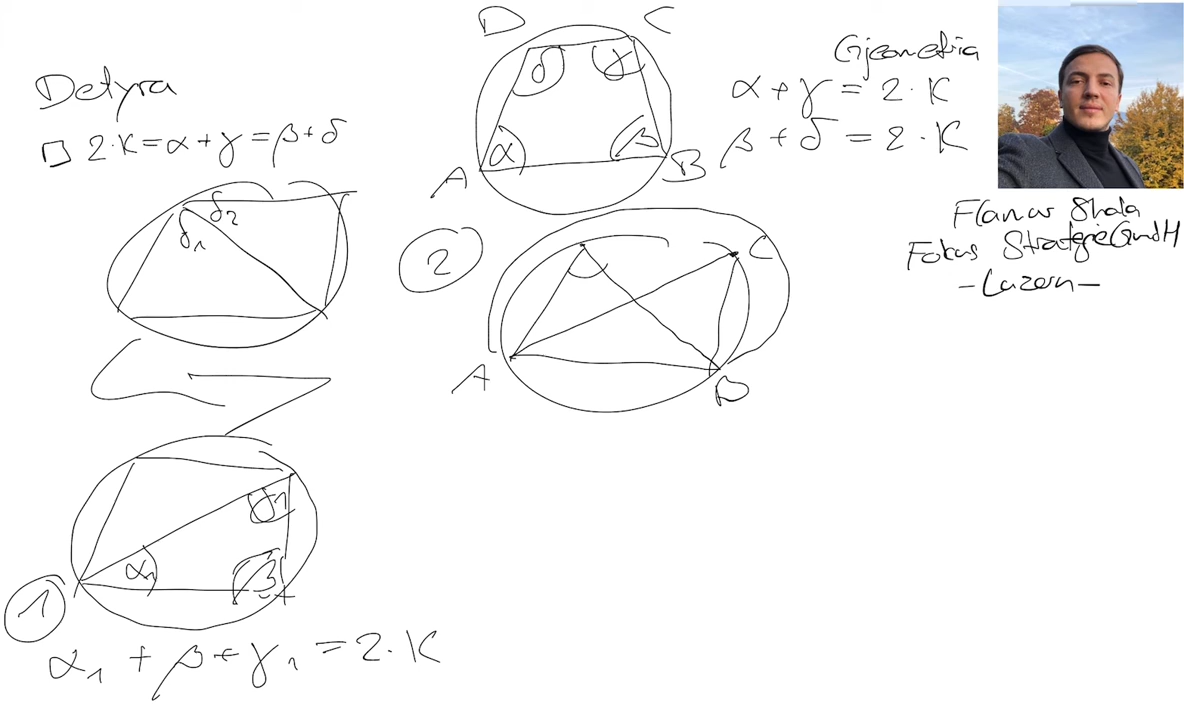 Detyra
□ 2·K = α + γ = β + δ
δ₁ δ₂
1
α₁ β γ₁
α₁ + β + γ₁ = 2·K
D C
δ γ
α β
A B
2
C
A B
Gjeometria
α + γ = 2·K
β + δ = 2·K
Flamur Shala
Fokus Strategie GmbH
- Luzern -